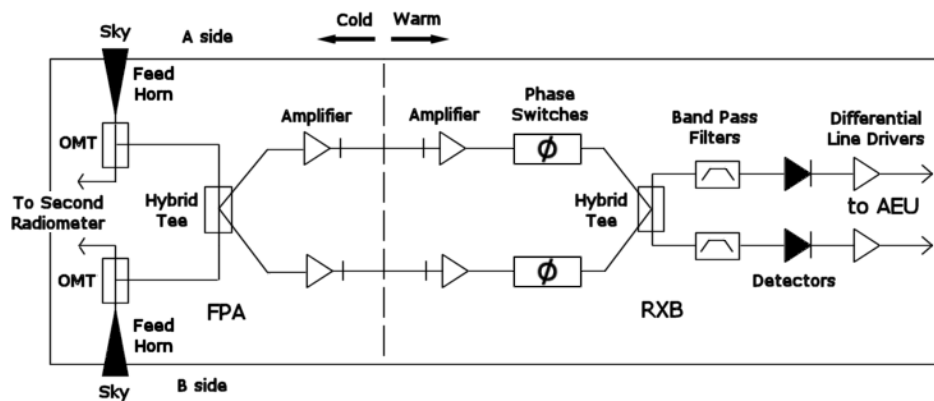 Sky
A side
Cold
Warm
Feed
Horn
OMT
Amplifier
Amplifier
Phase
Switches
Φ
Band Pass
Filters
Differential
Line Drivers
To Second
Radiometer
Hybrid
Tee
Hybrid
Tee
to AEU
OMT
Φ
Detectors
FPA
RXB
Feed
Horn
Sky
B side